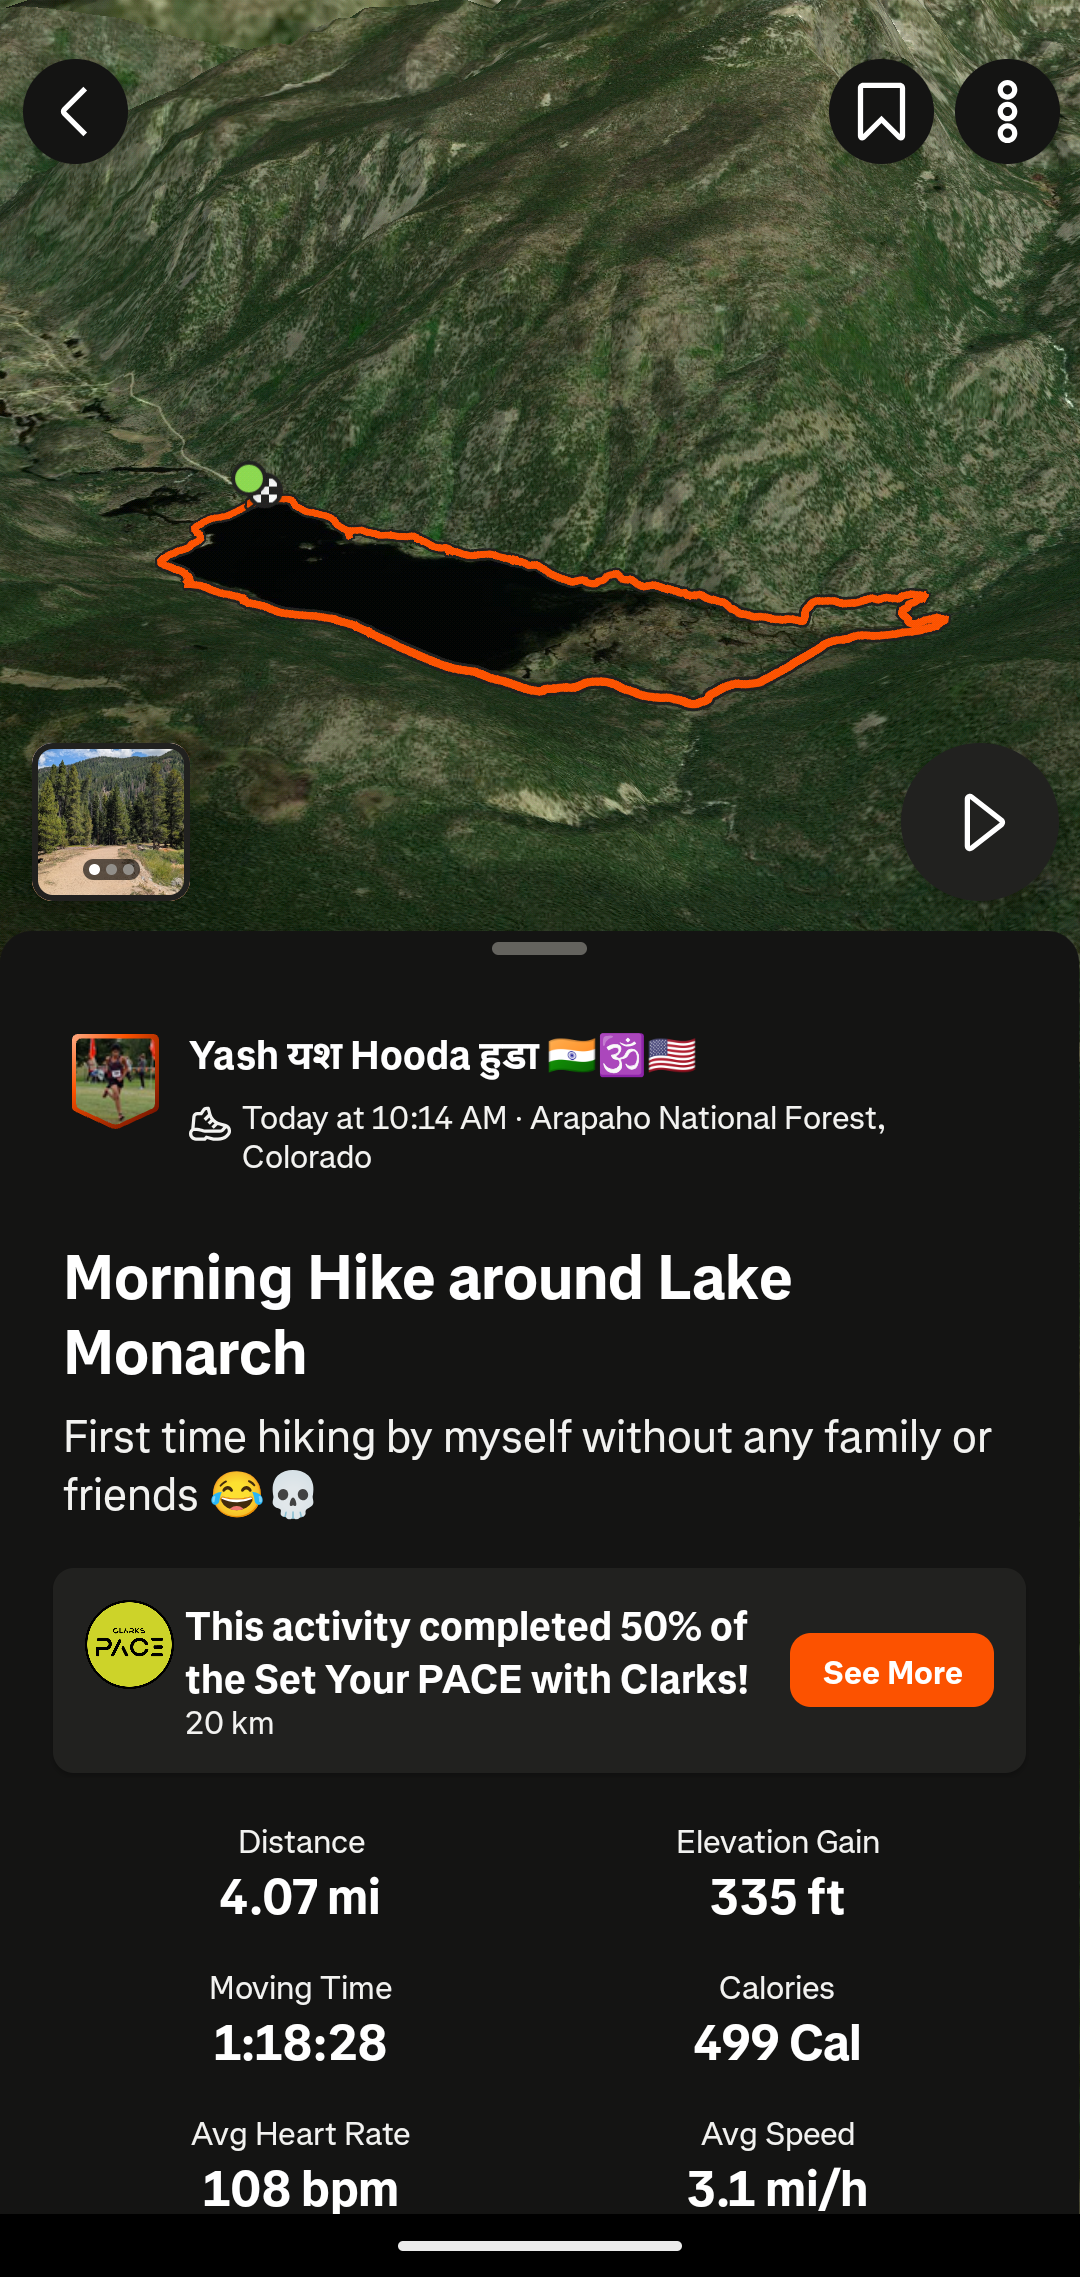 Yash यश Hooda हुडा 🇮🇳🕉️🇺🇸
Today at 10:14 AM · Arapaho National Forest,
Colorado
Morning Hike around Lake
Monarch
First time hiking by myself without any family or
friends 😂💀
CLARKS
PACE
This activity completed 50% of
the Set Your PACE with Clarks!
20 km
See More
Distance
4.07 mi
Elevation Gain
335 ft
Moving Time
1:18:28
Calories
499 Cal
Avg Heart Rate
108 bpm
Avg Speed
3.1 mi/h